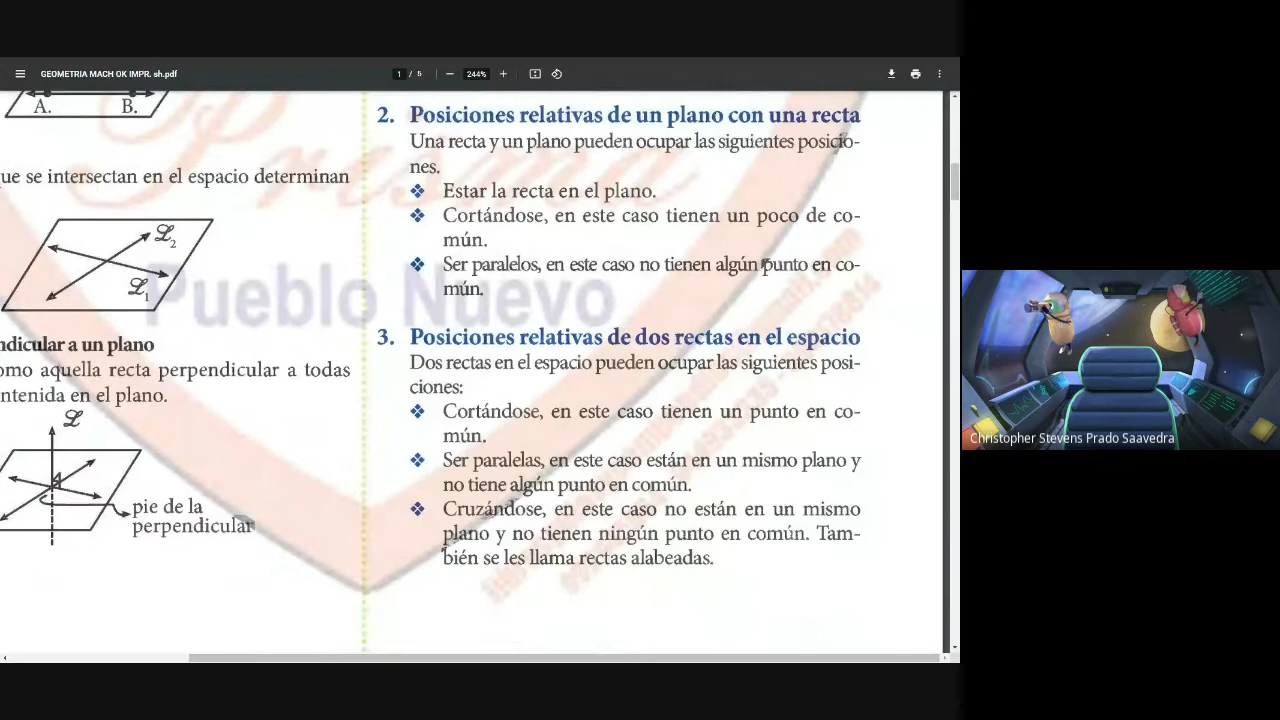 GEOMETRIA MACH OK IMPR. sh.pdf
1 / 5
244%
A. B.
que se intersectan en el espacio determinan
ℒ2
ℒ1
ndicular a un plano
omo aquella recta perpendicular a todas
ntenida en el plano.
ℒ
pie de la
perpendicular
2. Posiciones relativas de un plano con una recta
Una recta y un plano pueden ocupar las siguientes posicio-
nes.
❖ Estar la recta en el plano.
❖ Cortándose, en este caso tienen un poco de co-
mún.
❖ Ser paralelos, en este caso no tienen algún punto en co-
mún.
3. Posiciones relativas de dos rectas en el espacio
Dos rectas en el espacio pueden ocupar las siguientes posi-
ciones:
❖ Cortándose, en este caso tienen un punto en co-
mún.
❖ Ser paralelas, en este caso están en un mismo plano y
no tiene algún punto en común.
❖ Cruzándose, en este caso no están en un mismo
plano y no tienen ningún punto en común. Tam-
bién se les llama rectas alabeadas.
Prisma
Pueblo Nuevo
Christopher Stevens Prado Saavedra